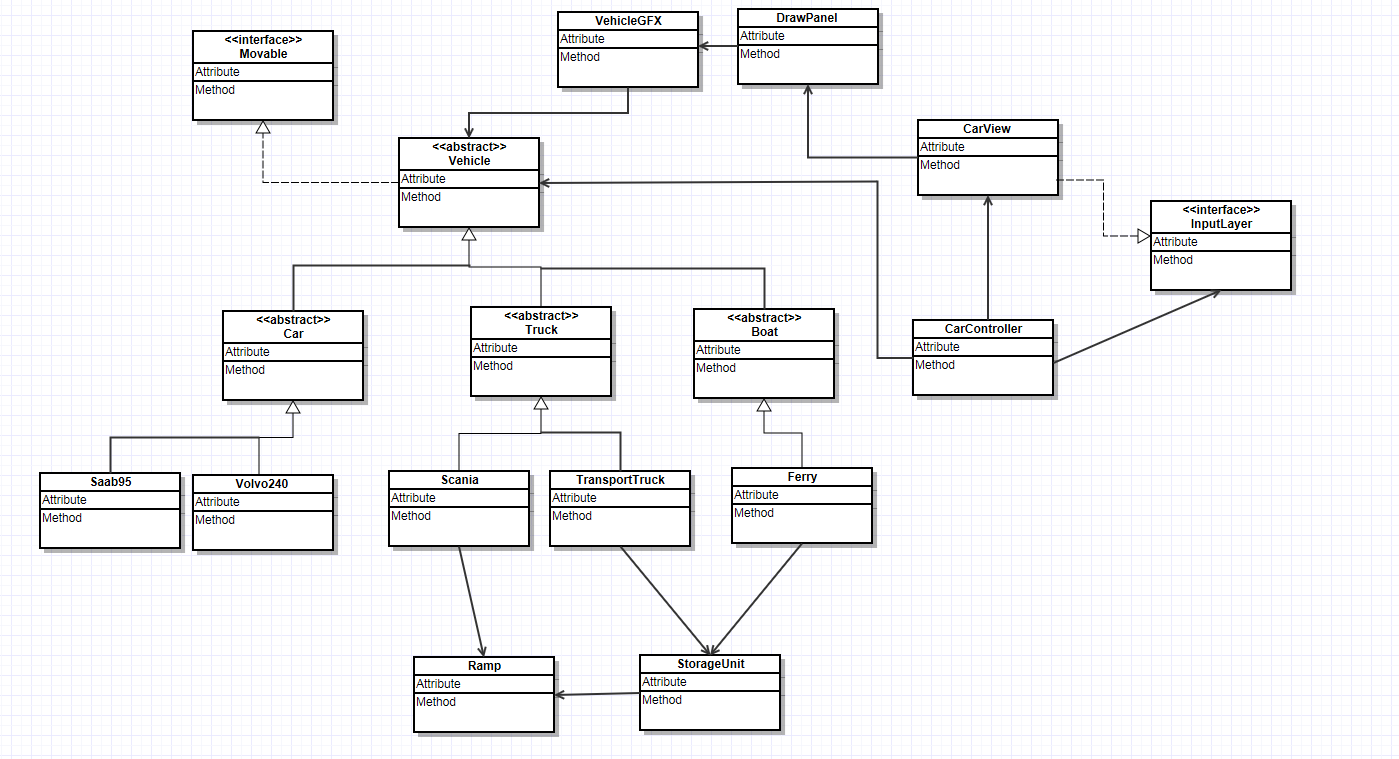 <<interface>>
Movable
Attribute
Method
VehicleGFX
Attribute
Method
DrawPanel
Attribute
Method
<<abstract>>
Vehicle
Attribute
Method
CarView
Attribute
Method
<<interface>>
InputLayer
Attribute
Method
<<abstract>>
Car
Attribute
Method
<<abstract>>
Truck
Attribute
Method
<<abstract>>
Boat
Attribute
Method
CarController
Attribute
Method
Saab95
Attribute
Method
Volvo240
Attribute
Method
Scania
Attribute
Method
TransportTruck
Attribute
Method
Ferry
Attribute
Method
Ramp
Attribute
Method
StorageUnit
Attribute
Method